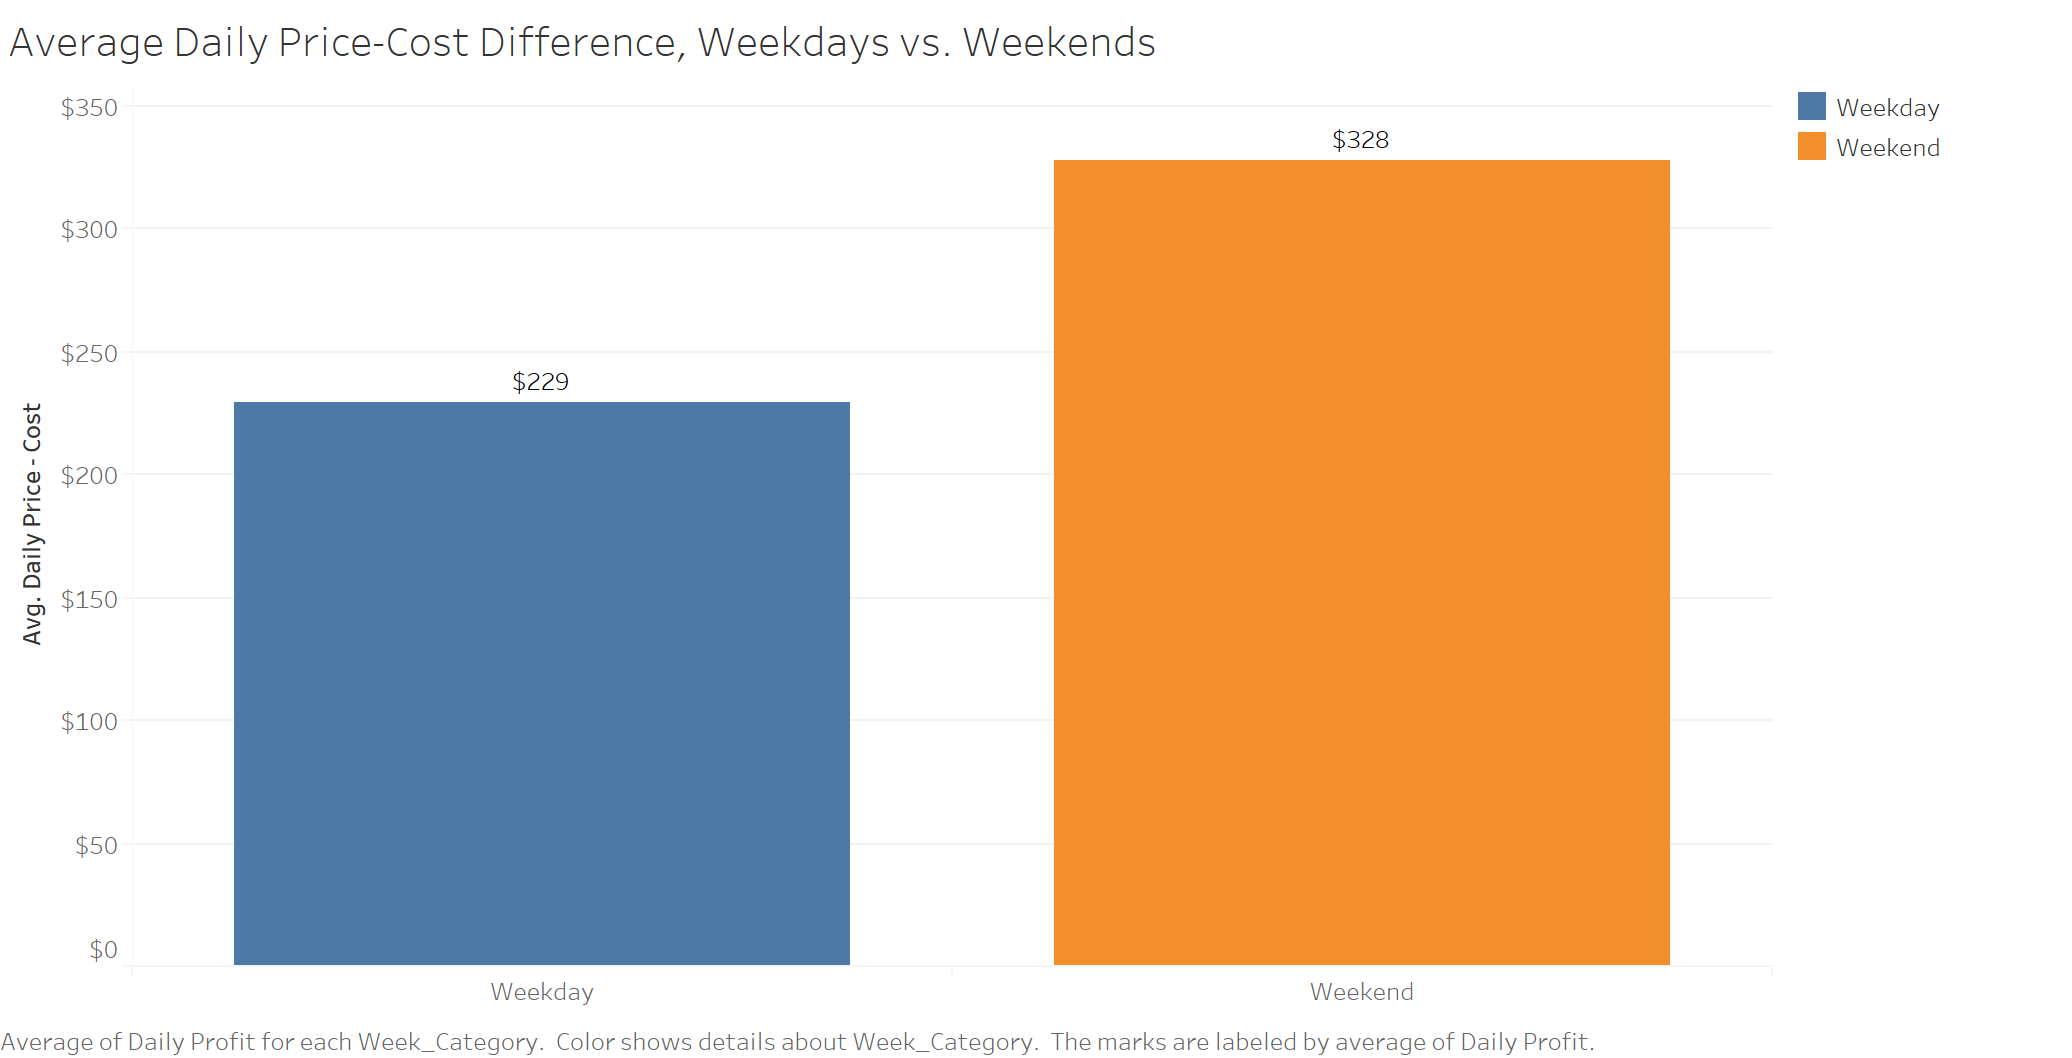 Average Daily Price-Cost Difference, Weekdays vs. Weekends
Weekday
Weekend
Avg. Daily Price - Cost
$350
$300
$250
$200
$150
$100
$50
$0
$229
$328
Weekday
Weekend
Average of Daily Profit for each Week_Category.  Color shows details about Week_Category.  The marks are labeled by average of Daily Profit.